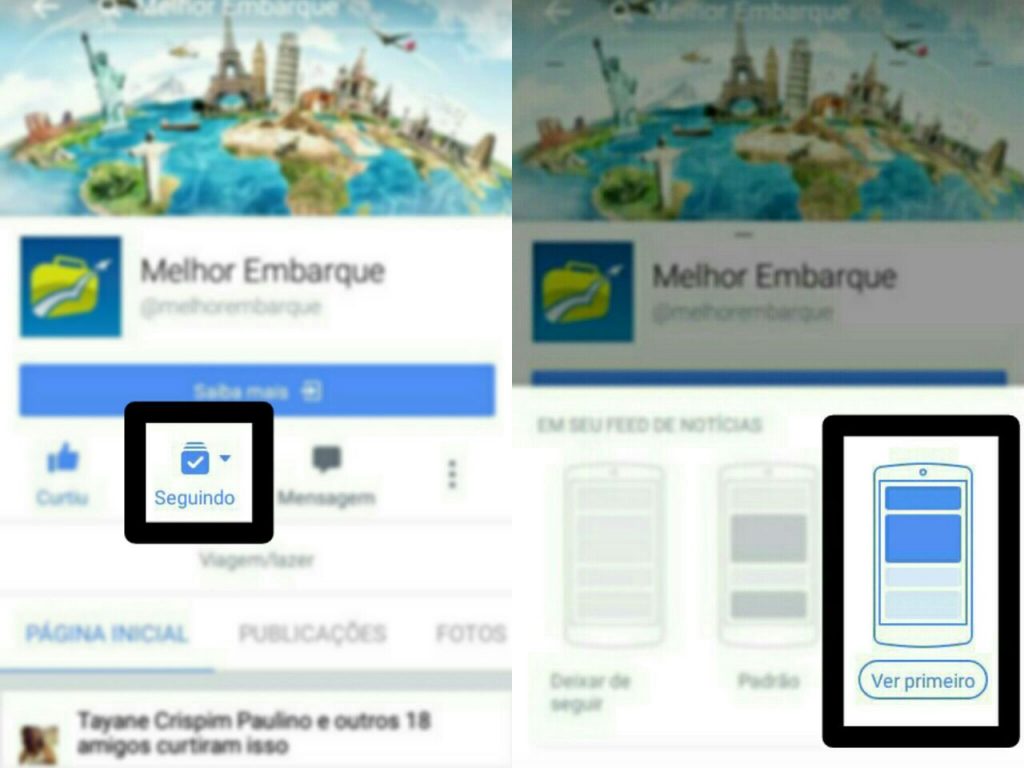 Melhor Embarque
Melhor Embarque
@melhorembarque
Saiba mais
Curtiu
Seguindo
Mensagem
Viagem/lazer
PÁGINA INICIAL
PUBLICAÇÕES
FOTOS
Tayane Crispim Paulino e outros 18
amigos curtiram isso
Melhor Embarque
Melhor Embarque
@melhorembarque
EM SEU FEED DE NOTÍCIAS
Deixar de
seguir
Padrão
Ver primeiro